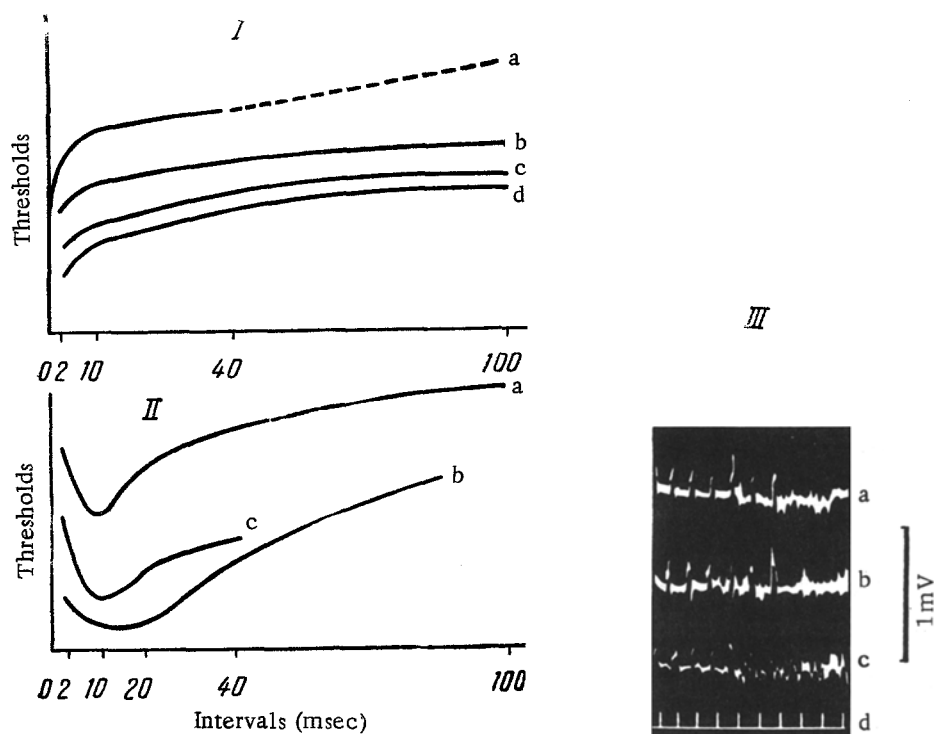 I
Thresholds
a
b
c
d
0 2 10 40 100
II
Thresholds
a
b
c
0 2 10 20 40 100
Intervals (msec)
III
a
b
c
d
1mV